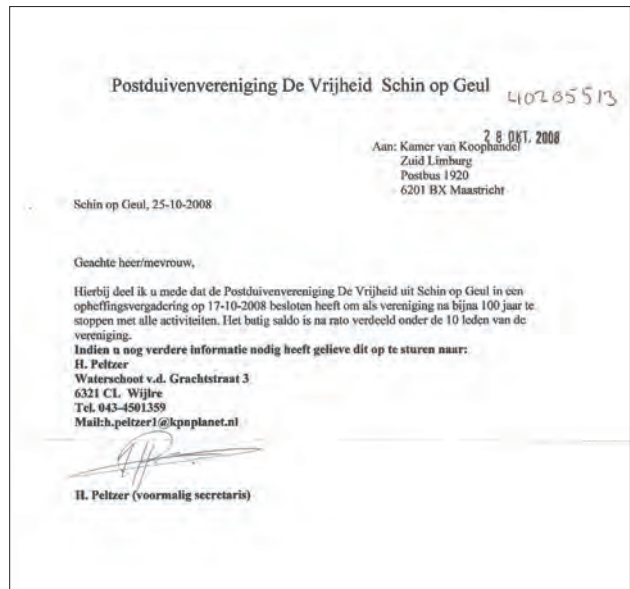 Postduivenvereniging De Vrijheid Schin op Geul
40205513
28 OKT. 2008
Aan: Kamer van Koophandel
Zuid Limburg
Postbus 1920
6201 BX Maastricht
Schin op Geul, 25-10-2008
Geachte heer/mevrouw,
Hierbij deel ik u mede dat de Postduivenvereniging De Vrijheid uit Schin op Geul in een
opheffingsvergadering op 17-10-2008 besloten heeft om als vereniging na bijna 100 jaar te
stoppen met alle activiteiten. Het batig saldo is na rato verdeeld onder de 10 leden van de
vereniging.
Indien u nog verdere informatie nodig heeft gelieve dit op te sturen naar:
H. Peltzer
Waterschoot v.d. Grachtstraat 3
6321 CL Wijlre
Tel. 043-4501359
Mail:h.peltzer1@kpnplanet.nl
H. Peltzer (voormalig secretaris)